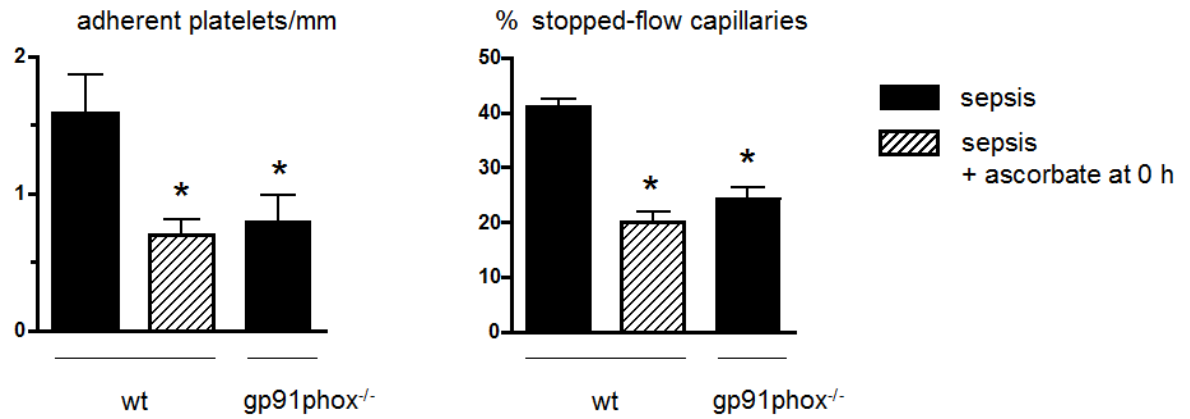 adherent platelets/mm
2
1
0
*
*
wt
gp91phox-/-
% stopped-flow capillaries
50
40
30
20
10
0
*
*
wt
gp91phox-/-
sepsis
sepsis
+ ascorbate at 0 h